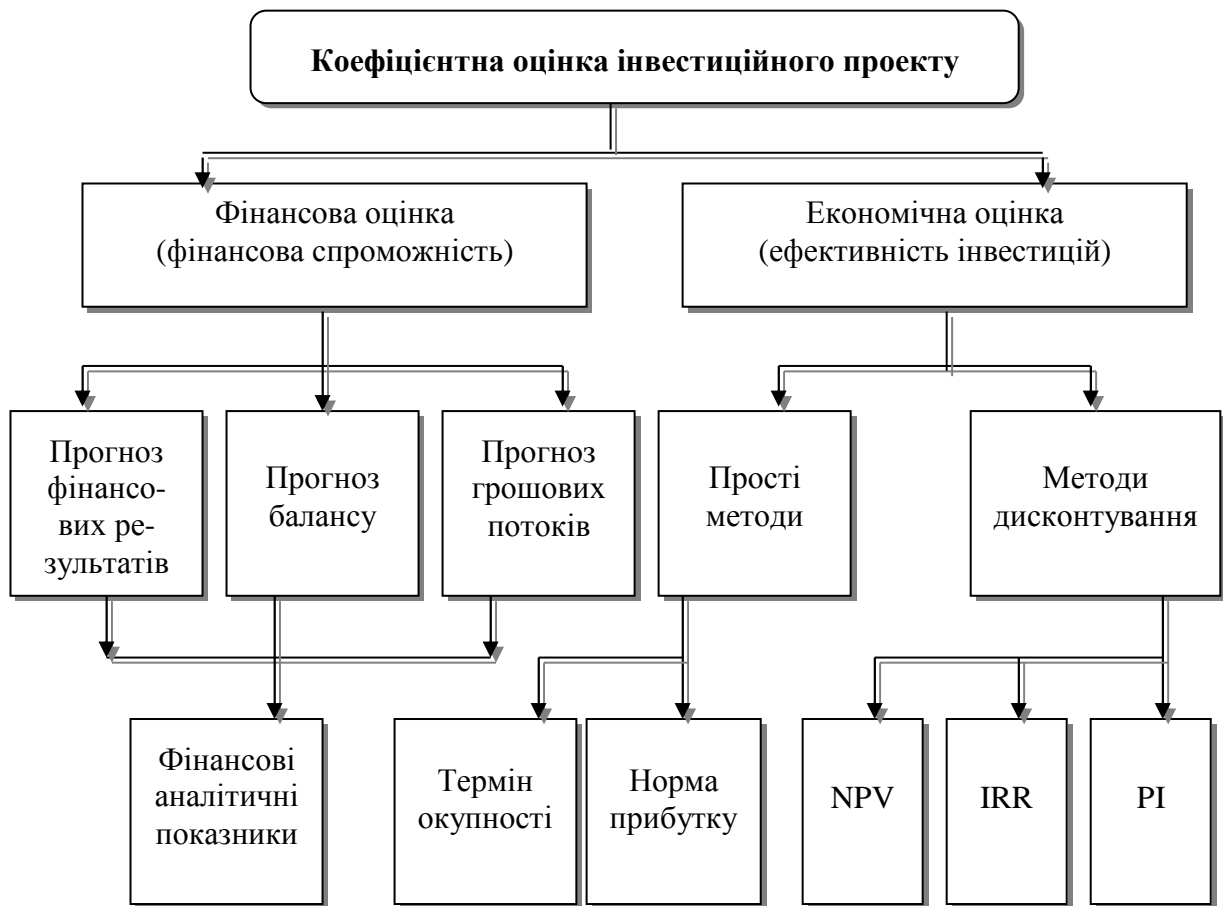 Коефіцієнтна оцінка інвестиційного проекту
Фінансова оцінка
(фінансова спроможність)
Економічна оцінка
(ефективність інвестицій)
Прогноз
фінансо-
вих ре-
зультатів
Прогноз
балансу
Прогноз
грошових
потоків
Прості
методи
Методи
дисконтування
Фінансові
аналітичні
показники
Термін
окупності
Норма
прибутку
NPV
IRR
PI